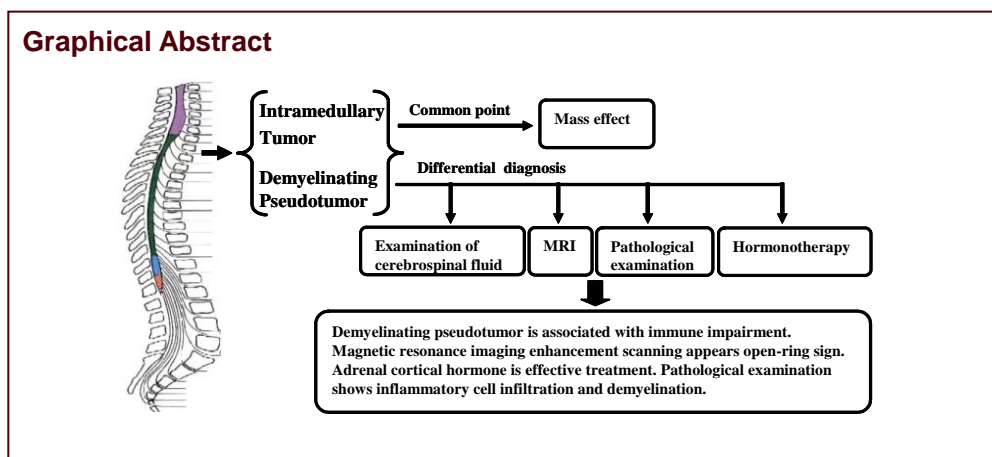 Graphical Abstract
Intramedullary
Tumor
Demyelinating
Pseudotumor
Common point
Mass effect
Differential diagnosis
Examination of
cerebrospinal fluid
MRI
Pathological
examination
Hormonotherapy
Demyelinating pseudotumor is associated with immune impairment.
Magnetic resonance imaging enhancement scanning appears open-ring sign.
Adrenal cortical hormone is effective treatment. Pathological examination
shows inflammatory cell infiltration and demyelination.